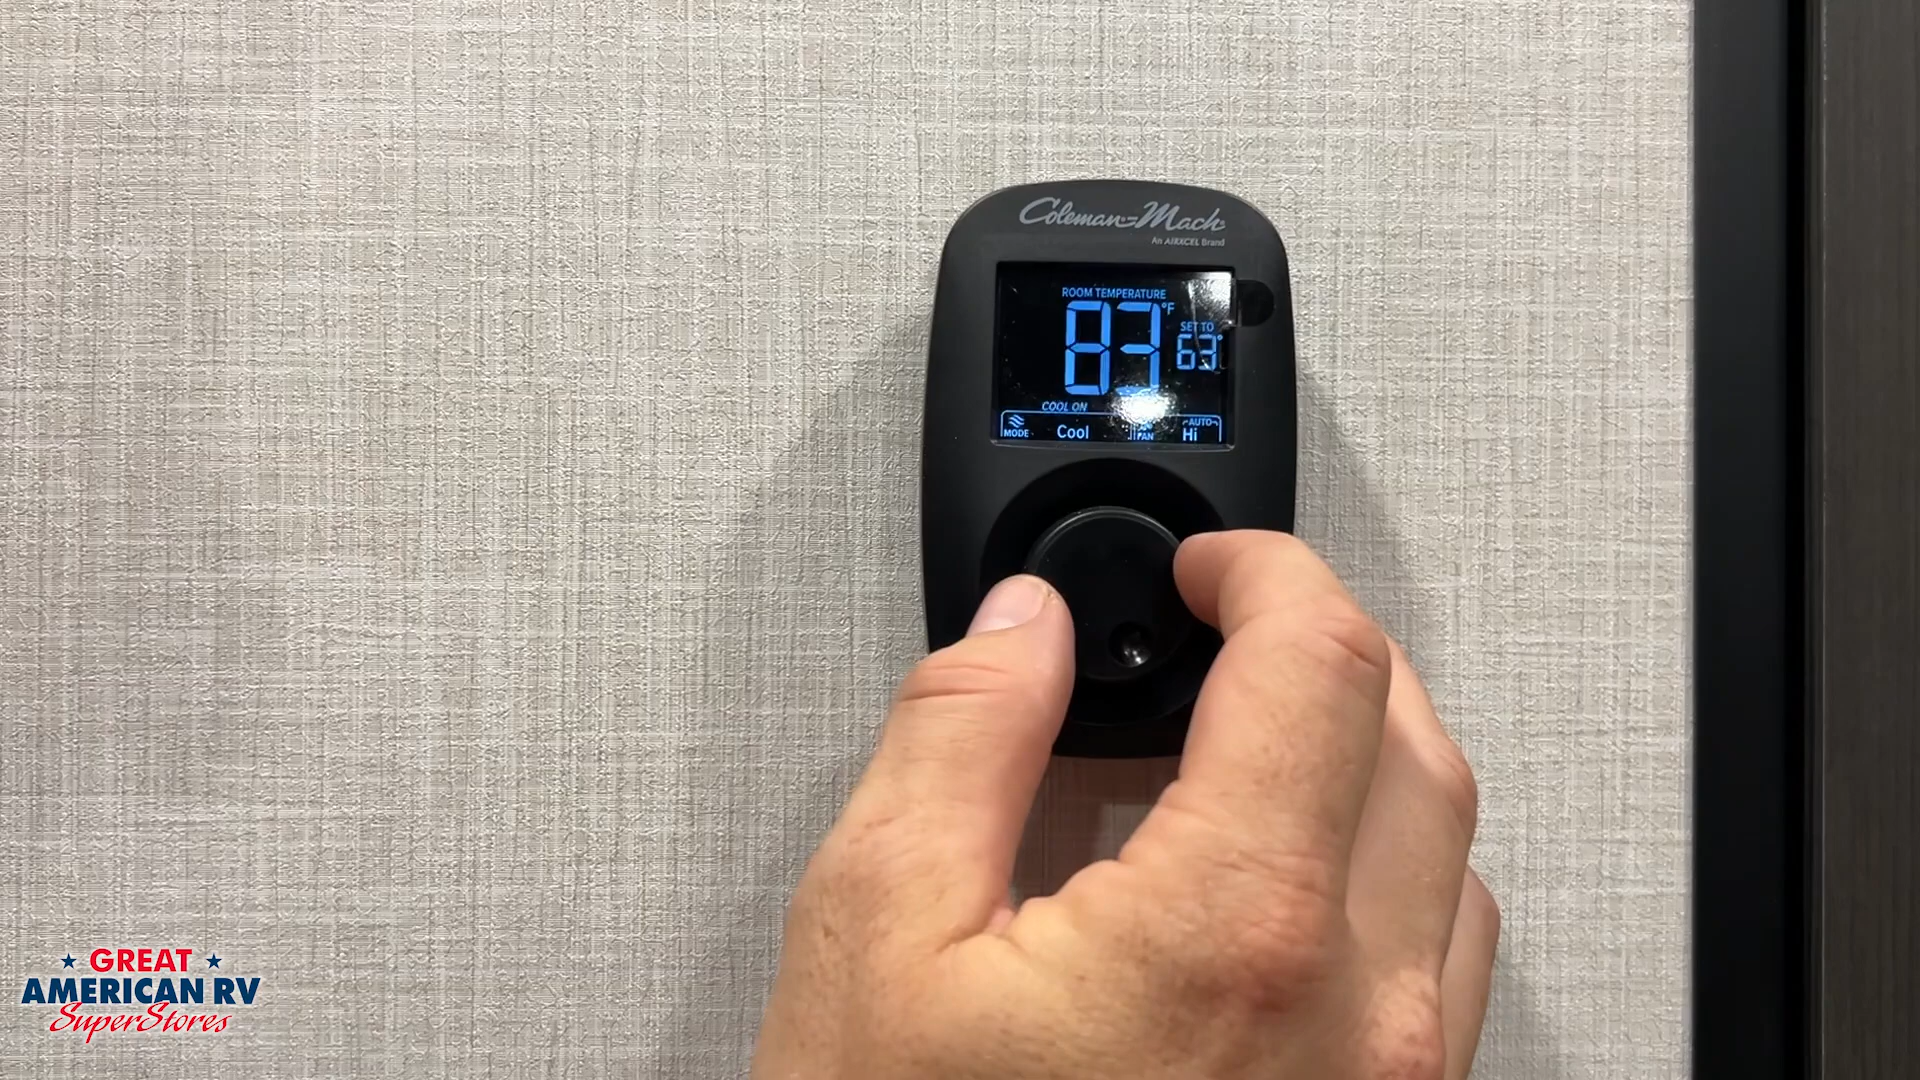 Coleman-Mach
An AIRXCEL Brand
ROOM TEMPERATURE
83°F
SET TO
63°
COOL ON
MODE Cool FAN AUTO Hi
GREAT
AMERICAN RV
SuperStores